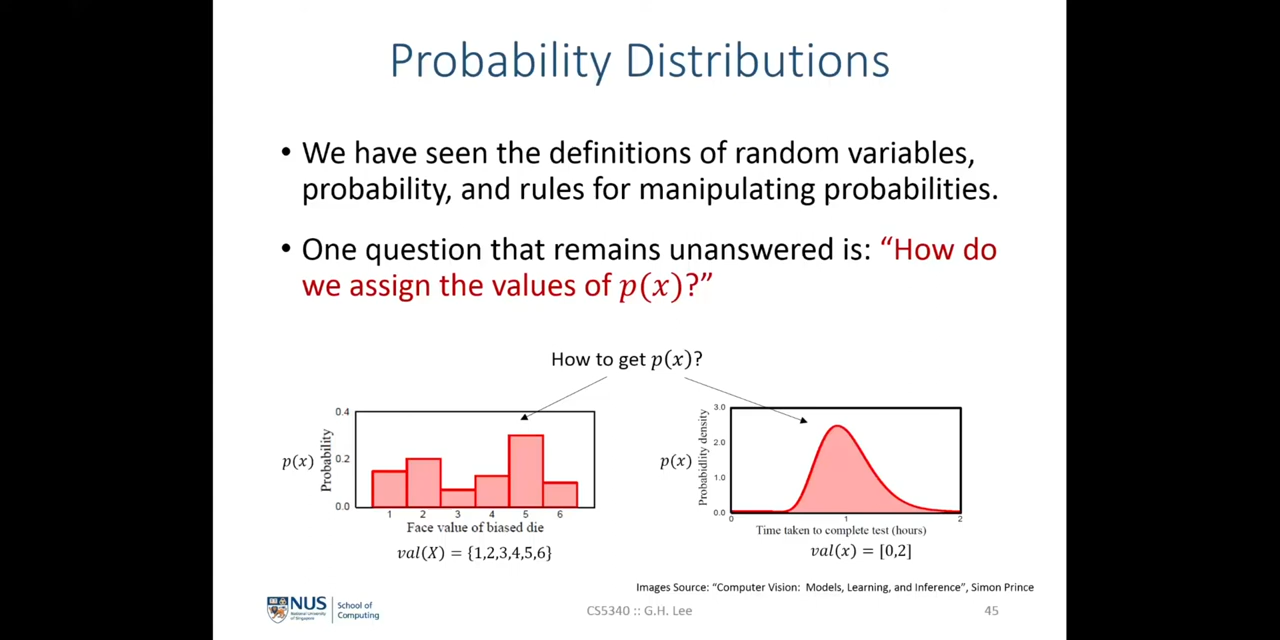 Probability Distributions
• We have seen the definitions of random variables,
probability, and rules for manipulating probabilities.
• One question that remains unanswered is: “How do
we assign the values of p(x)?”
How to get p(x)?
p(x)
Probability
0.4
0.2
0.0
1 2 3 4 5 6
Face value of biased die
val(X) = {1,2,3,4,5,6}
p(x)
Probability density
3.0
2.0
1.0
0.0
0 1 2
Time taken to complete test (hours)
val(x) = [0,2]
Images Source: “Computer Vision: Models, Learning, and Inference”, Simon Prince
NUS
National University
of Singapore
School of
Computing
CS5340 :: G.H. Lee
45